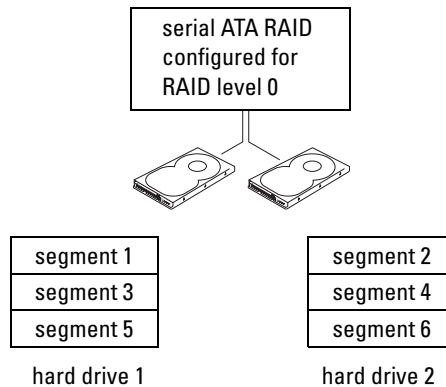 serial ATA RAID
configured for
RAID level 0
segment 1
segment 2
segment 3
segment 4
segment 5
segment 6
hard drive 1
hard drive 2